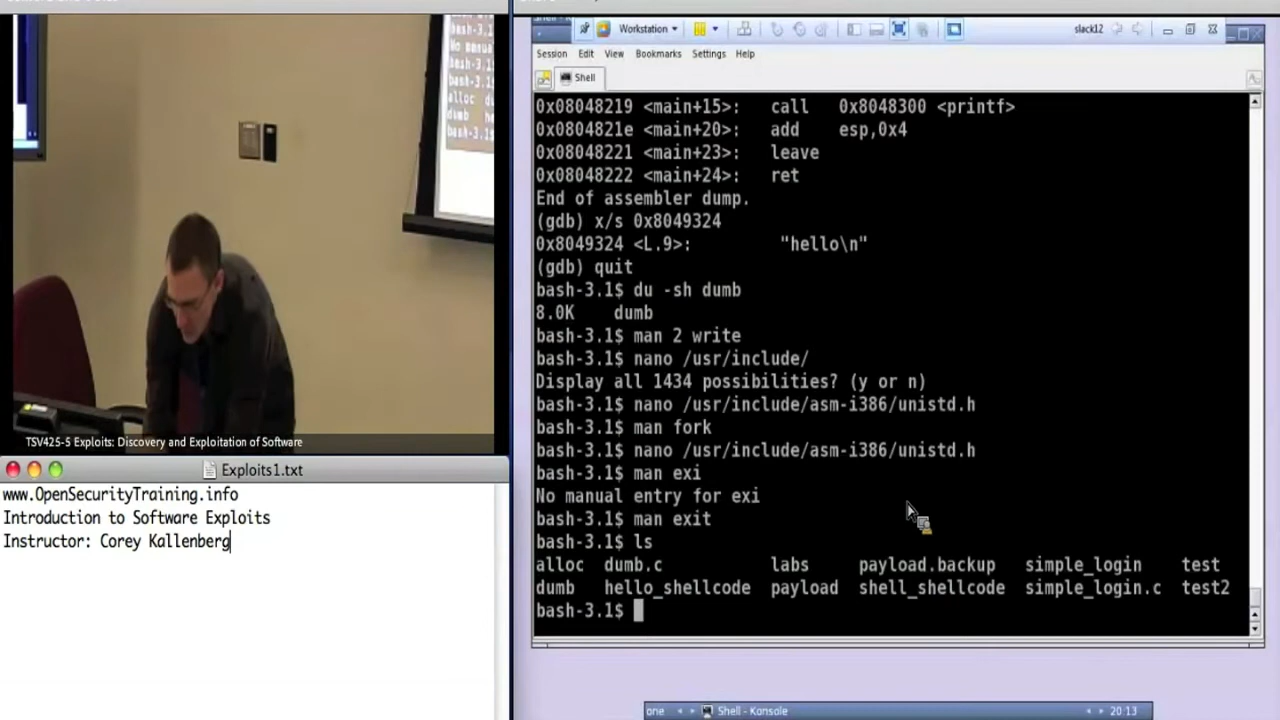 Workstation
slack12
Session Edit View Bookmarks Settings Help
Shell
0x08048219 <main+15>: call 0x8048300 <printf>
0x0804821e <main+20>: add esp,0x4
0x08048221 <main+23>: leave
0x08048222 <main+24>: ret
End of assembler dump.
(gdb) x/s 0x8049324
0x8049324 <L.9>: "hello\n"
(gdb) quit
bash-3.1$ du -sh dumb
8.0K dumb
bash-3.1$ man 2 write
bash-3.1$ nano /usr/include/
Display all 1434 possibilities? (y or n)
bash-3.1$ nano /usr/include/asm-i386/unistd.h
bash-3.1$ man fork
bash-3.1$ nano /usr/include/asm-i386/unistd.h
bash-3.1$ man exi
No manual entry for exi
bash-3.1$ man exit
bash-3.1$ ls
alloc dumb.c labs payload.backup simple_login test
dumb hello_shellcode payload shell_shellcode simple_login.c test2
bash-3.1$
one Shell - Konsole 20:13
TSV425-5 Exploits: Discovery and Exploitation of Software
Exploits1.txt
www.OpenSecurityTraining.info
Introduction to Software Exploits
Instructor: Corey Kallenberg